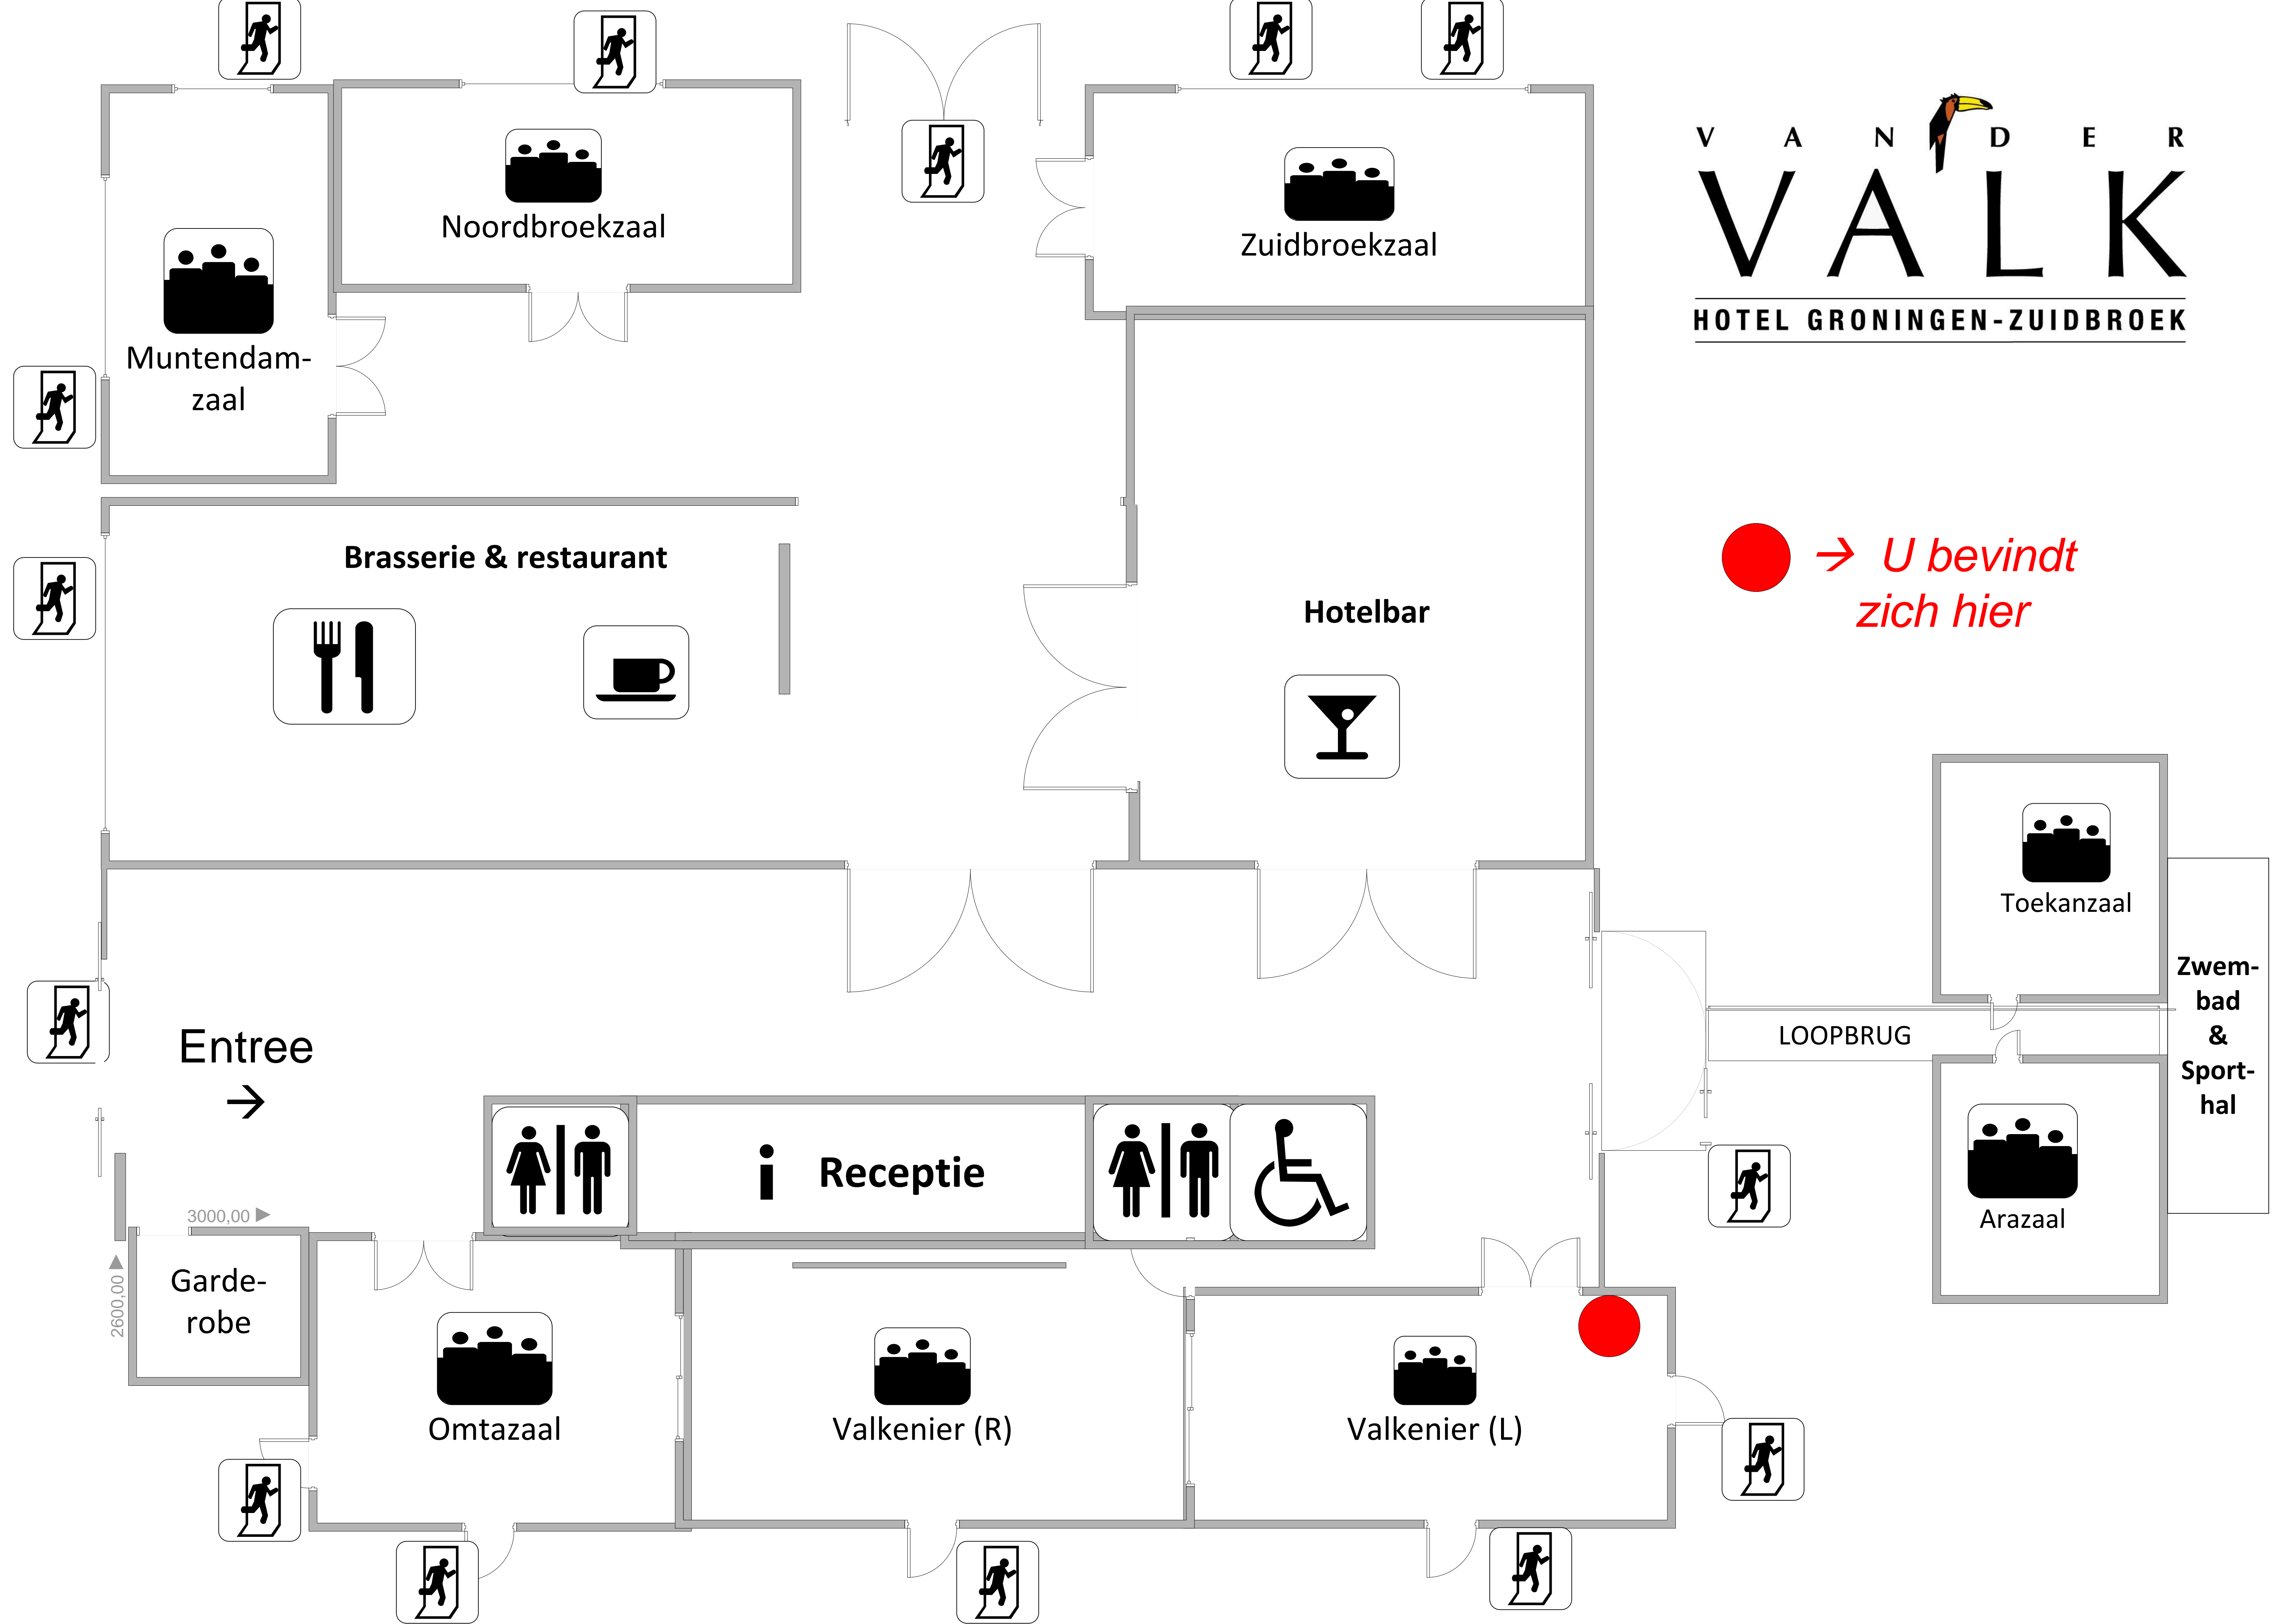 V A N D E R
VALK
HOTEL GRONINGEN-ZUIDBROEK
Noordbroekzaal
Zuidbroekzaal
Muntendam-
zaal
Brasserie & restaurant
Hotelbar
→ U bevindt
zich hier
Toekanzaal
Zwem-
bad
&
Sport-
hal
LOOPBRUG
Arazaal
Entree
→
i Receptie
3000,00
2600,00
Garde-
robe
Omtazaal
Valkenier (R)
Valkenier (L)